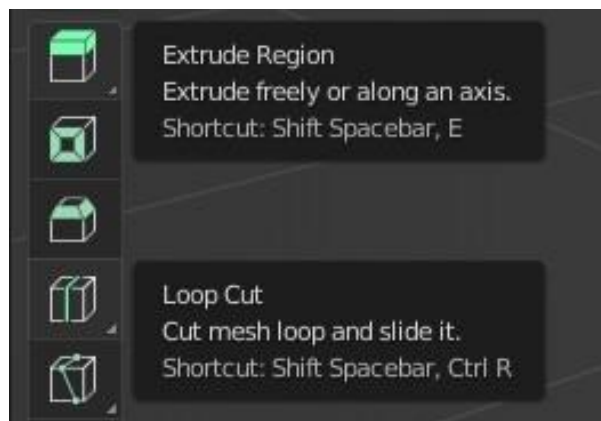 Extrude Region
Extrude freely or along an axis.
Shortcut: Shift Spacebar, E
Loop Cut
Cut mesh loop and slide it.
Shortcut: Shift Spacebar, Ctrl R